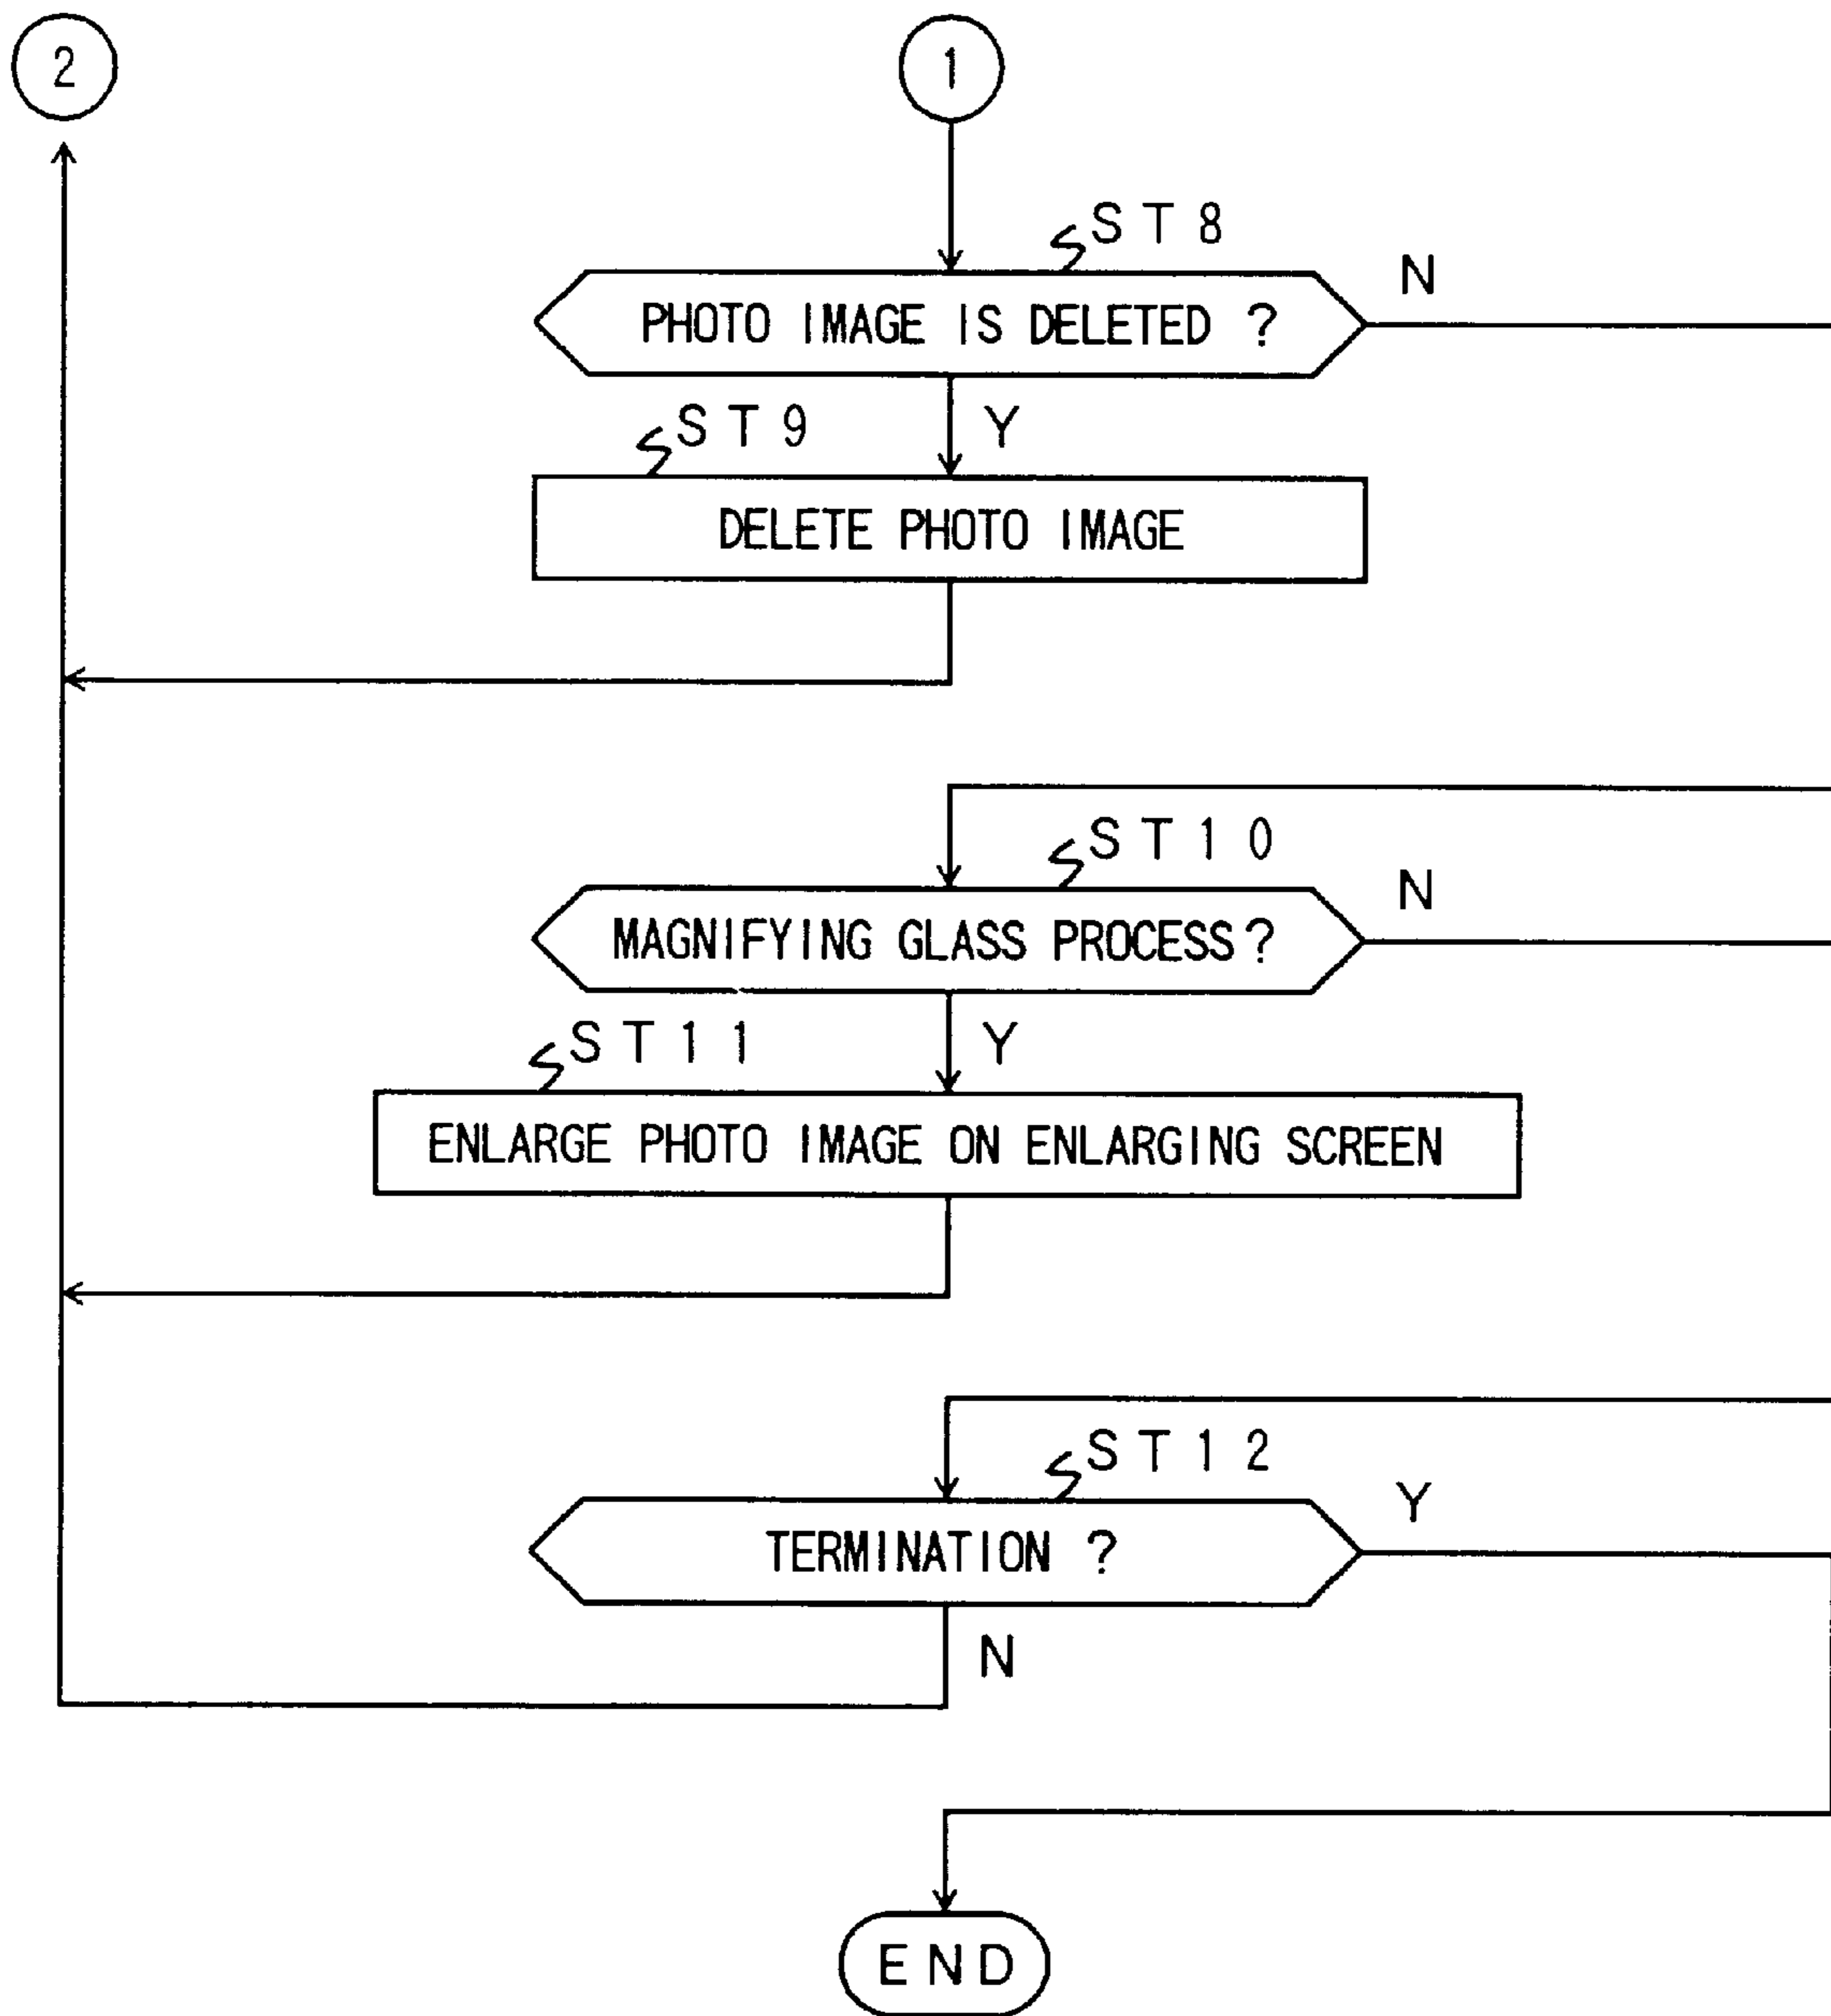 2
1
ST8
PHOTO IMAGE IS DELETED ?
N
ST9
Y
DELETE PHOTO IMAGE
ST10
MAGNIFYING GLASS PROCESS?
N
ST11
Y
ENLARGE PHOTO IMAGE ON ENLARGING SCREEN
ST12
TERMINATION ?
Y
N
END